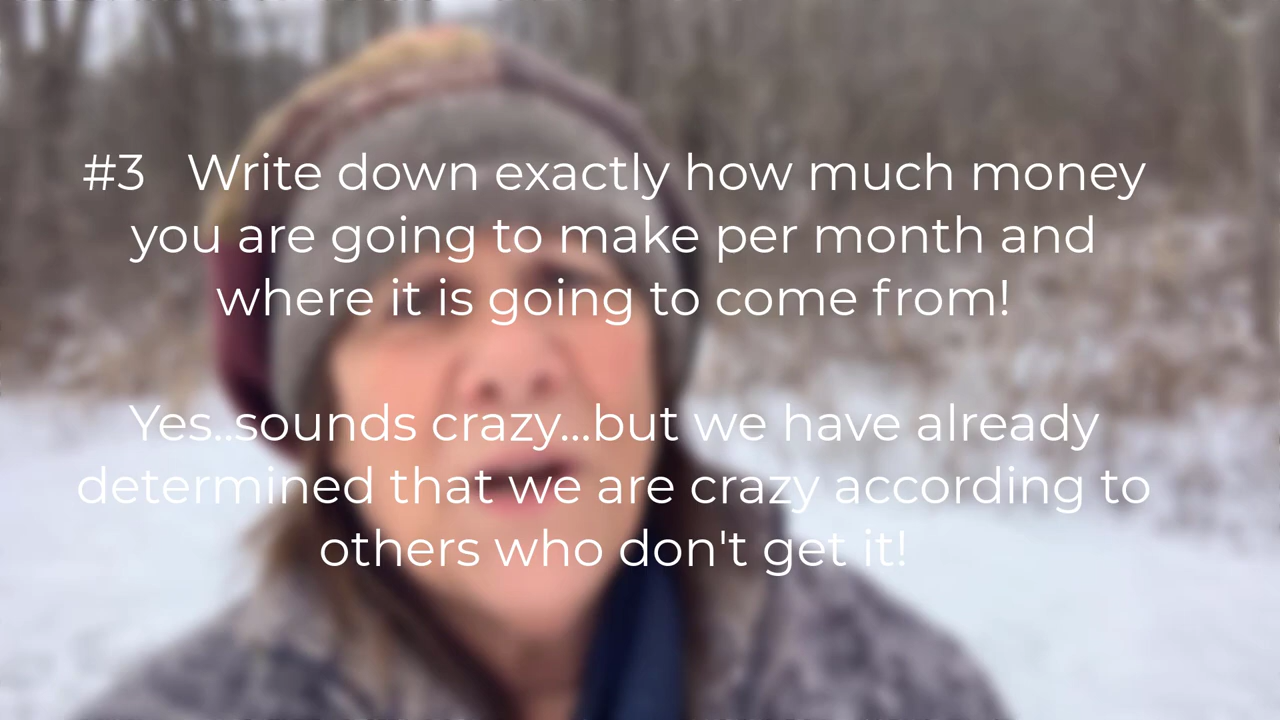 #3 Write down exactly how much money
you are going to make per month and
where it is going to come from!
Yes..sounds crazy...but we have already
determined that we are crazy according to
others who don't get it!